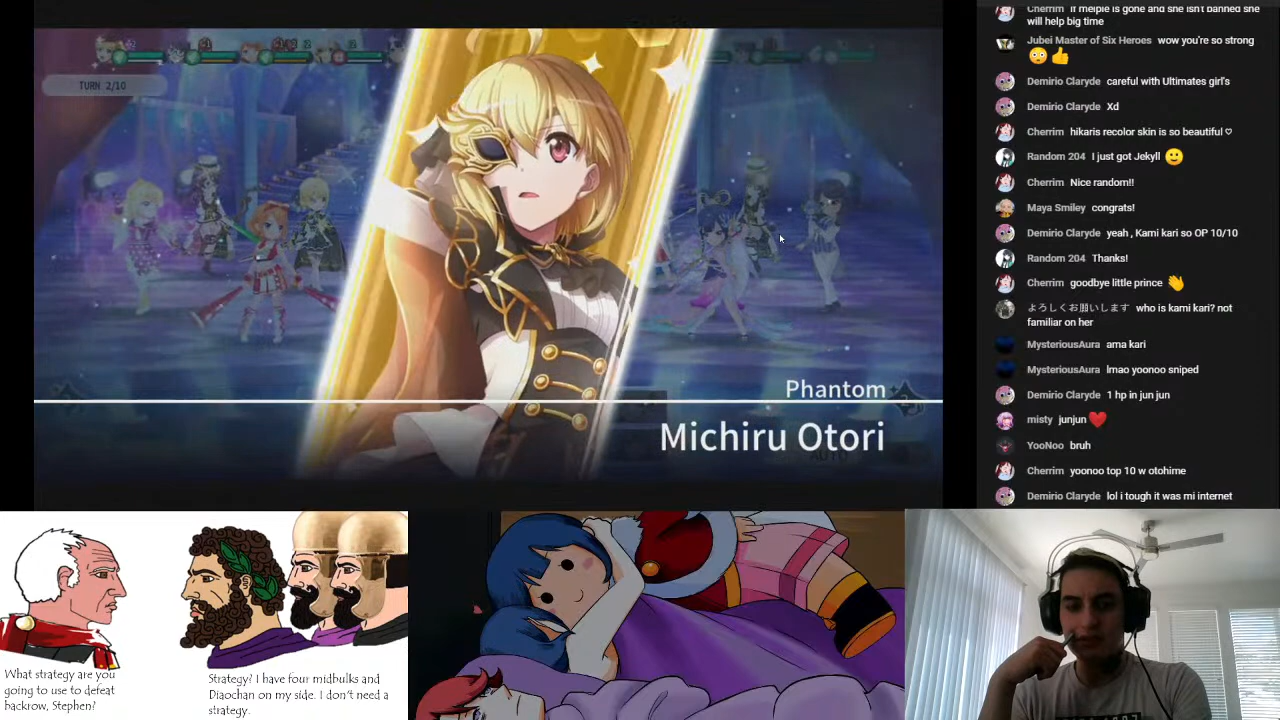 TURN 2/10
Phantom
Michiru Otori
Cherrim if meipie is gone and she isn't banned she
will help big time
Jubei Master of Six Heroes wow you're so strong
😳👍
Demirio Claryde careful with Ultimates girl's
Demirio Claryde Xd
Cherrim hikaris recolor skin is so beautiful ♡
Random 204 I just got Jekyll 🙂
Cherrim Nice random!!
Maya Smiley congrats!
Demirio Claryde yeah , Kami kari so OP 10/10
Random 204 Thanks!
Cherrim goodbye little prince 👋
よろしくお願いします who is kami kari? not
familiar on her
MysteriousAura ama kari
MysteriousAura lmao yoonoo sniped
Demirio Claryde 1 hp in jun jun
misty junjun❤️
YooNoo bruh
Cherrim yoonoo top 10 w otohime
Demirio Claryde lol i tough it was mi internet
What strategy are you
going to use to defeat
hackrow, Stephen?
Strategy? I have four midhulks and
Diaochan on my side. I don't need a
strategy.